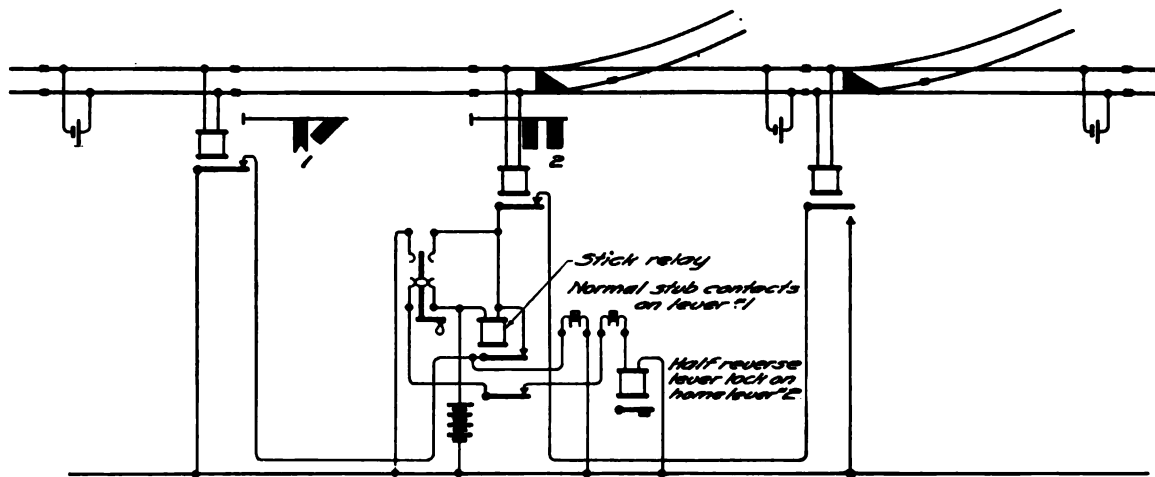 1
2
Stick relay
Normal stub contacts
on lever #1
Half reverse
lever lock on
home lever #2